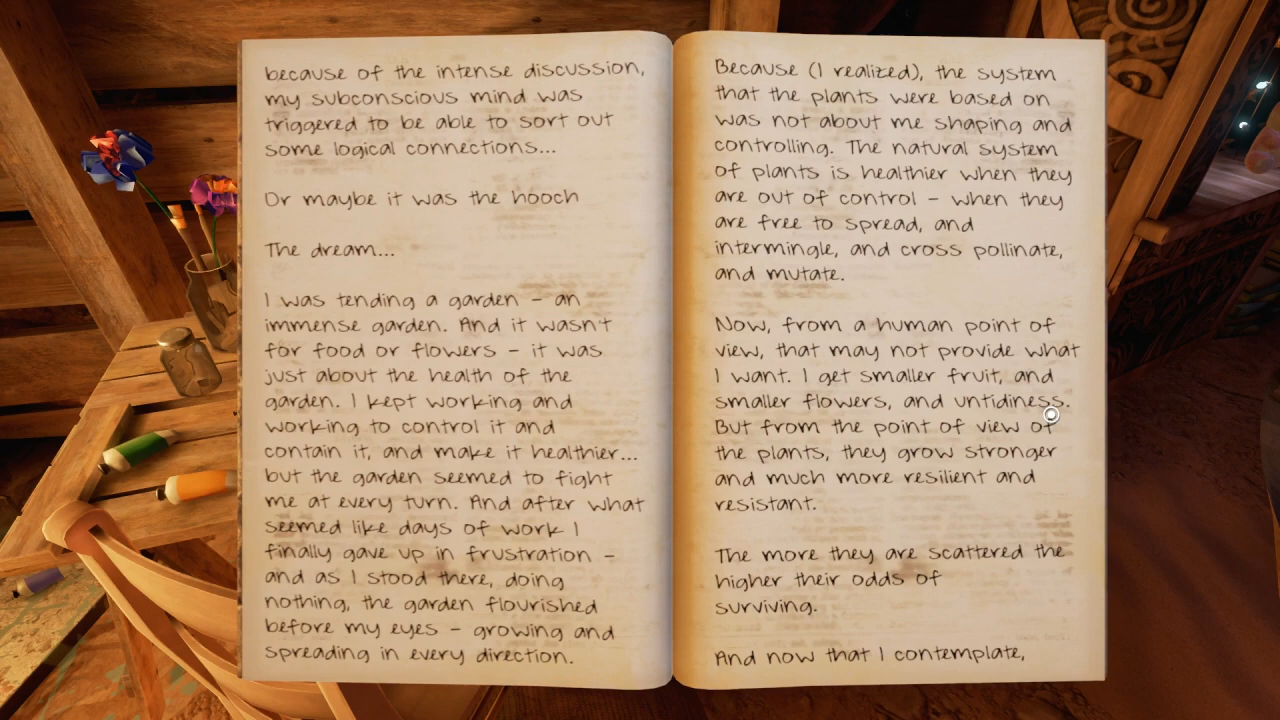 because of the intense discussion,
my subconscious mind was
triggered to be able to sort out
some logical connections...
Or maybe it was the hooch
The dream...
I was tending a garden - an
immense garden. And it wasn't
for food or flowers - it was
just about the health of the
garden. I kept working and
working to control it and
contain it, and make it healthier...
but the garden seemed to fight
me at every turn. And after what
seemed like days of work I
finally gave up in frustration -
and as I stood there, doing
nothing, the garden flourished
before my eyes - growing and
spreading in every direction.
Because (I realized), the system
that the plants were based on
was not about me shaping and
controlling. The natural system
of plants is healthier when they
are out of control - when they
are free to spread, and
intermingle, and cross pollinate,
and mutate.
Now, from a human point of
view, that may not provide what
I want. I get smaller fruit, and
smaller flowers, and untidiness.
But from the point of view of
the plants, they grow stronger
and much more resilient and
resistant.
The more they are scattered the
higher their odds of
surviving.
And now that I contemplate,